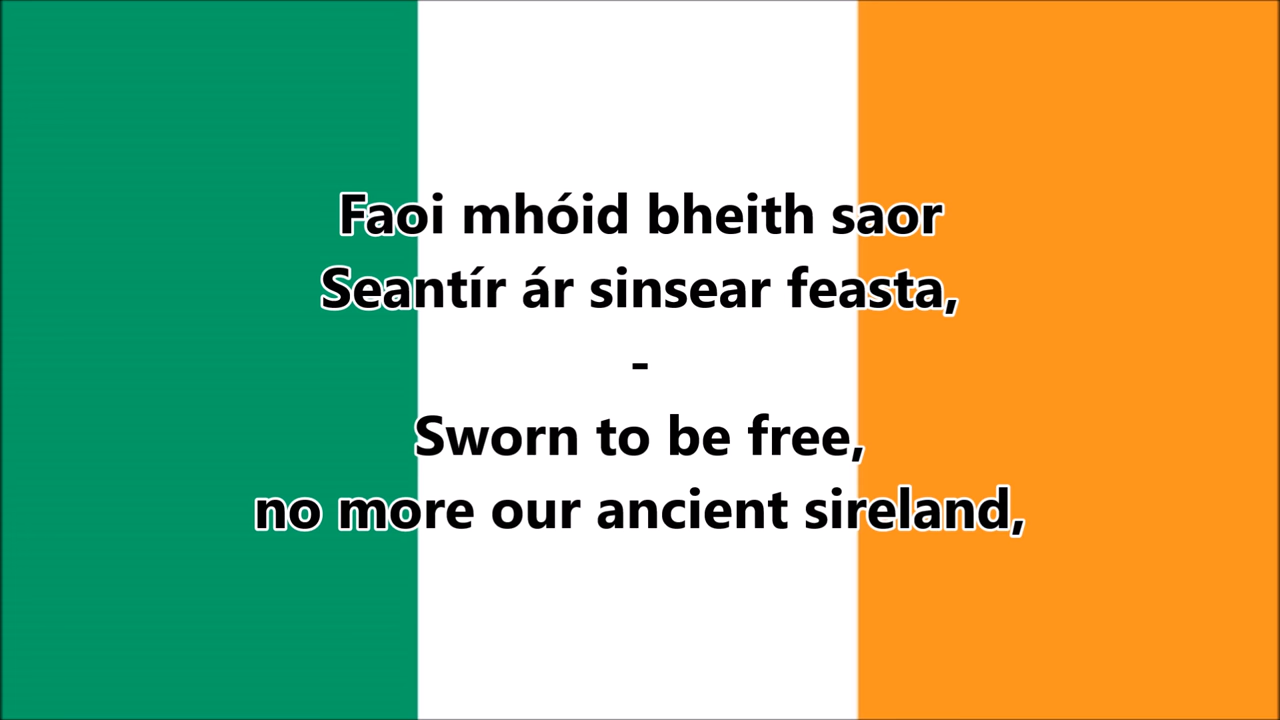 Faoi mhóid bheith saor
Seantír ár sinsear feasta,
-
Sworn to be free,
no more our ancient sireland,